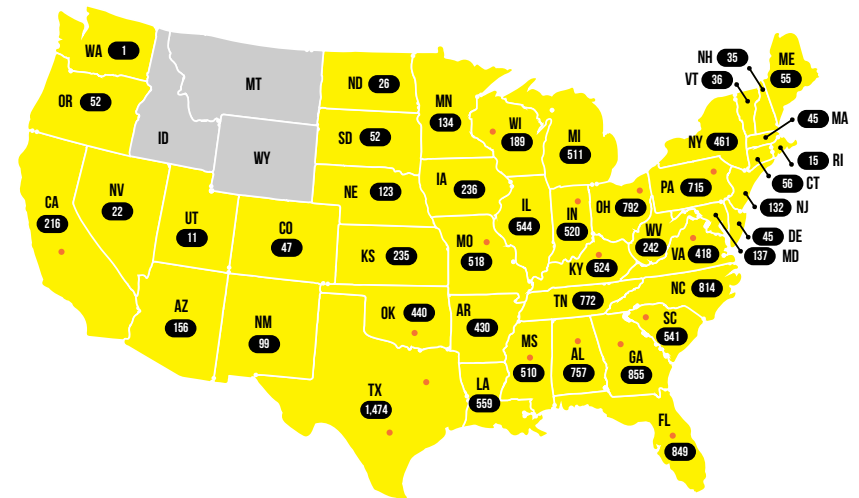 WA 1
OR 52
CA 216
NV 22
ID
MT
WY
UT 11
AZ 156
CO 47
NM 99
ND 26
SD 52
NE 123
KS 235
OK 440
TX 1,474
MN 134
IA 236
MO 518
AR 430
LA 559
WI 189
IL 544
MI 511
IN 520
OH 792
KY 524
TN 772
MS 510
AL 757
GA 855
FL 849
SC 541
NC 814
VA 418
WV 242
PA 715
NY 461
VT 36
NH 35
ME 55
45 MA
15 RI
56 CT
132 NJ
45 DE
137 MD